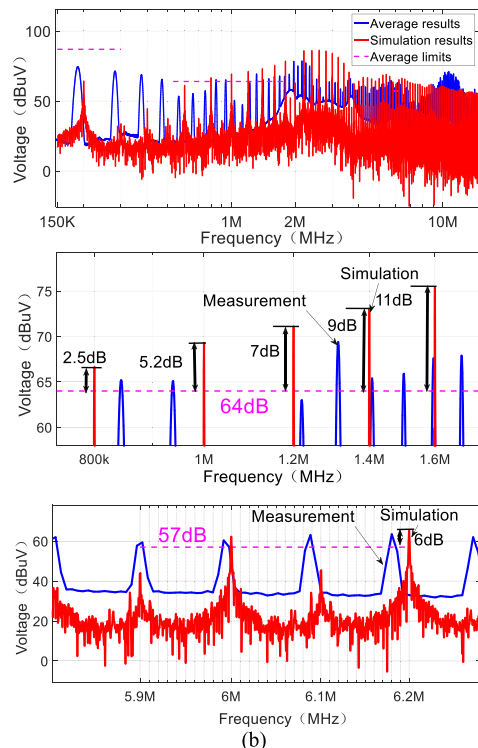 Average results
Simulation results
Average limits
100
50
0
Voltage（dBuV）
150K
1M
2M
10M
Frequency（MHz）
Simulation
Measurement
11dB
9dB
7dB
5.2dB
2.5dB
64dB
75
70
65
60
Voltage（dBuV）
800k
1M
1.2M
1.4M
1.6M
Frequency（MHz）
57dB
Measurement
Simulation
6dB
60
40
20
0
Voltage（dBuV）
5.9M
6M
6.1M
6.2M
Frequency（MHz）
(b)